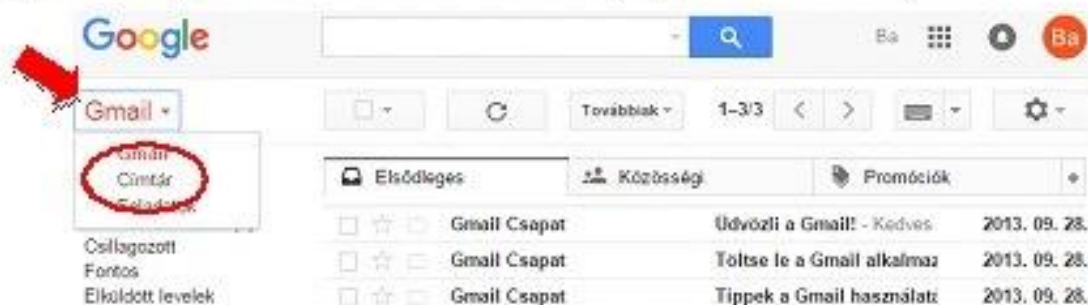 Google
Ba
Ba
Gmail
Továbbiak
1–3/3
Gmail
Címtár
Feladatok
Elsődleges
Közösségi
Promóciók
Gmail Csapat Üdvözli a Gmail! - Kedves 2013. 09. 28.
Csillagozott
Gmail Csapat Töltse le a Gmail alkalmaz 2013. 09. 28.
Fontos
Elküldött levelek
Gmail Csapat Tippek a Gmail használata 2013. 09. 28.